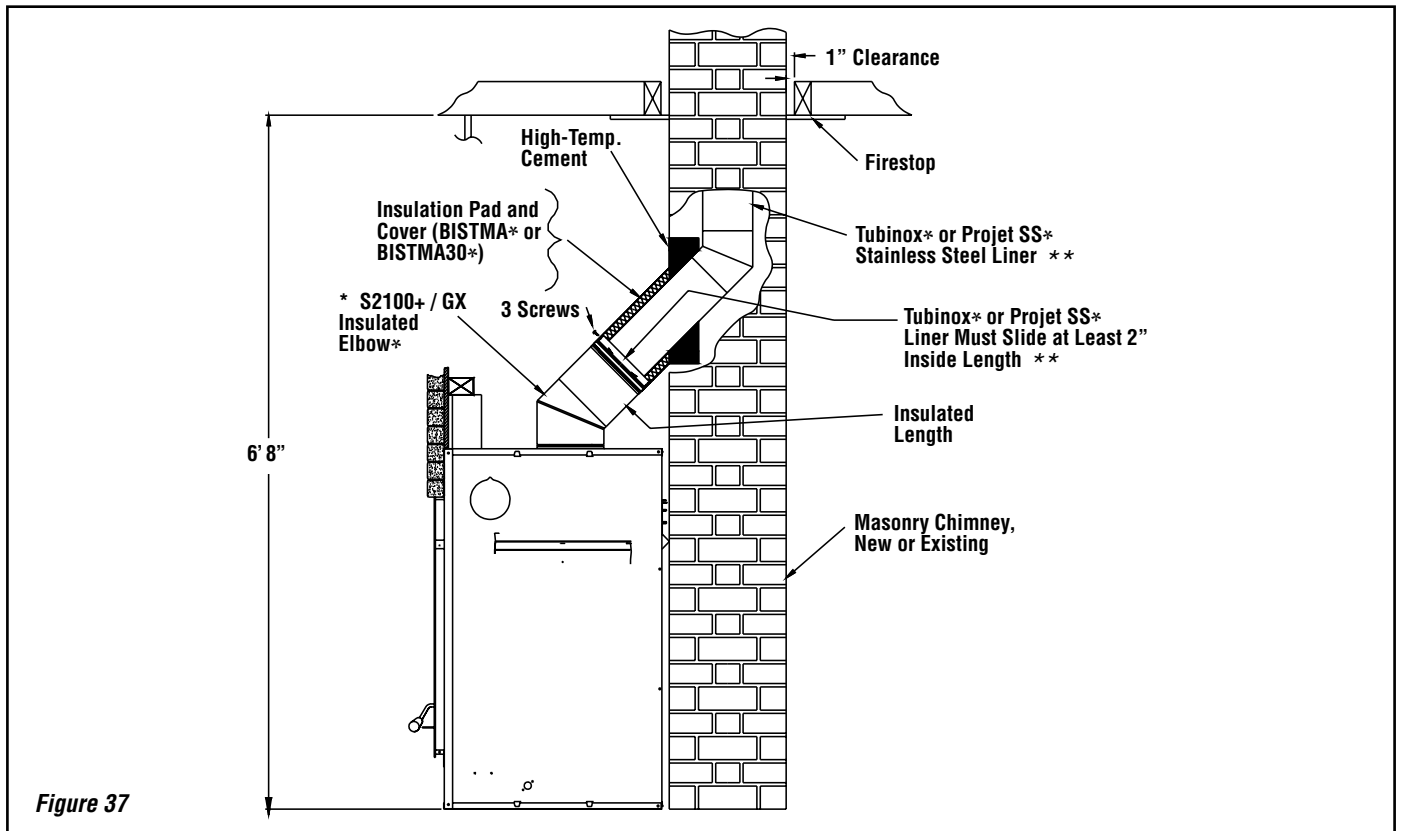 1” Clearance
High-Temp.
Cement
Firestop
Insulation Pad and
Cover (BISTMA* or
BISTMA30*)
Tubinox* or Projet SS*
Stainless Steel Liner **
* S2100+ / GX
Insulated
Elbow*
3 Screws
Tubinox* or Projet SS*
Liner Must Slide at Least 2”
Inside Length **
Insulated
Length
6’ 8”
Masonry Chimney,
New or Existing
Figure 37